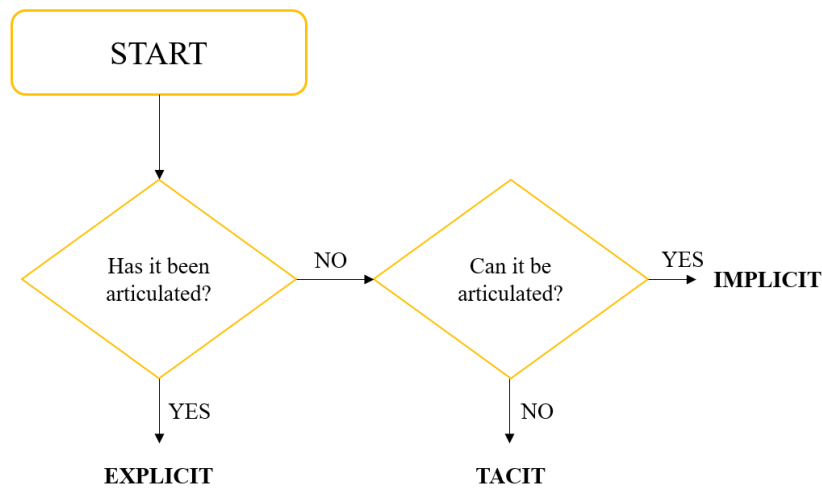 START
Has it been
articulated?
NO
Can it be
articulated?
YES
IMPLICIT
YES
NO
EXPLICIT
TACIT